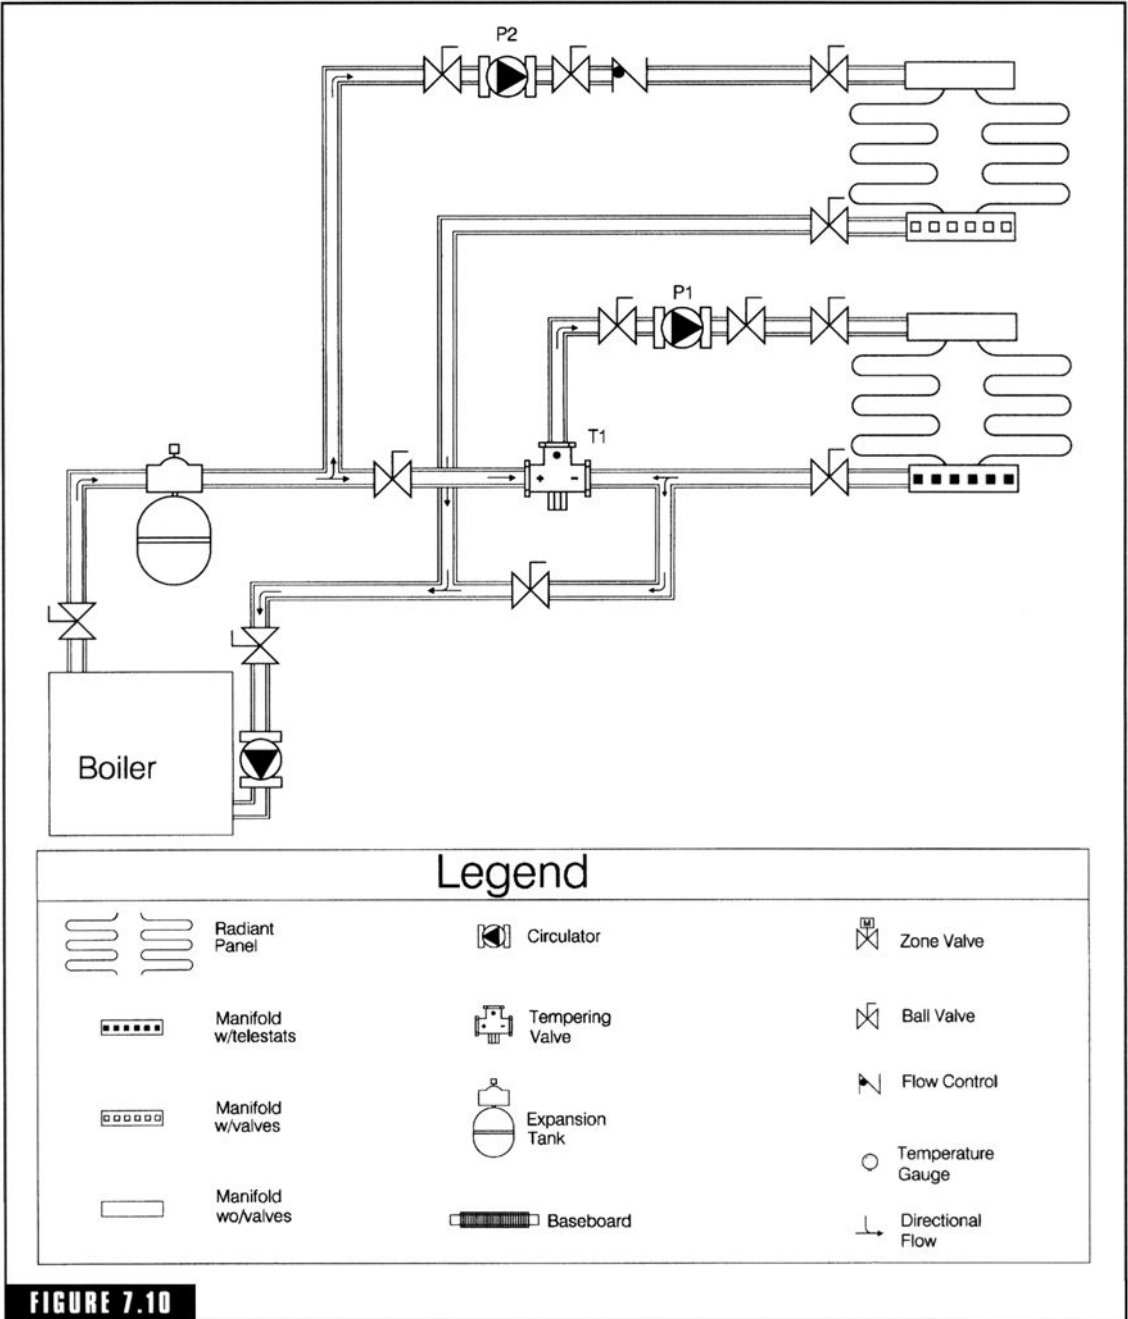 P2
P1
T1
Boiler
Legend
Radiant
Panel
Circulator
Zone Valve
Manifold
w/telestats
Tempering
Valve
Ball Valve
Flow Control
Manifold
w/valves
Expansion
Tank
Temperature
Gauge
Manifold
wo/valves
Baseboard
Directional
Flow
M
FIGURE 7.10